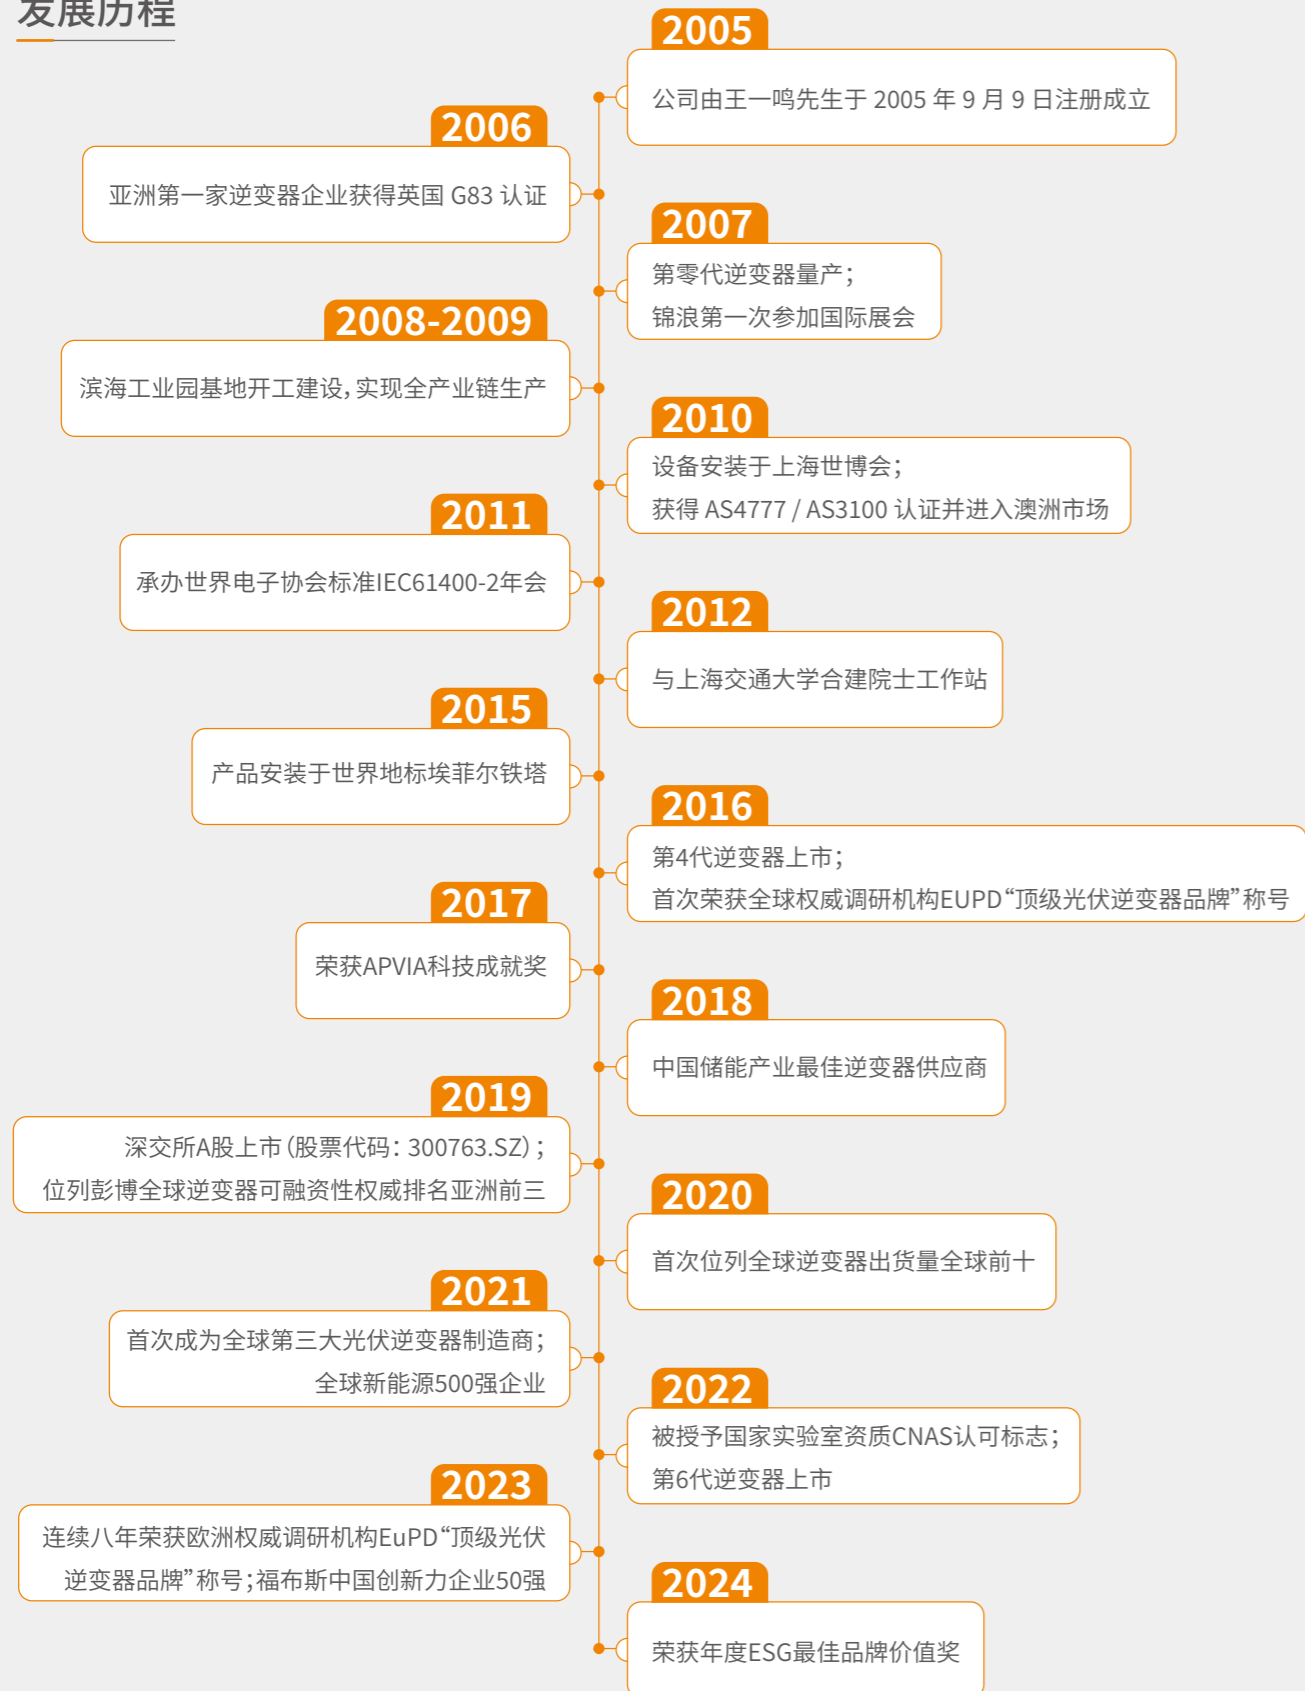 发展历程
2005
公司由王一鸣先生于 2005 年 9 月 9 日注册成立
2006
亚洲第一家逆变器企业获得英国 G83 认证
2007
第零代逆变器量产；
锦浪第一次参加国际展会
2008-2009
滨海工业园基地开工建设，实现全产业链生产
2010
设备安装于上海世博会；
获得 AS4777 / AS3100 认证并进入澳洲市场
2011
承办世界电子协会标准IEC61400-2年会
2012
与上海交通大学合建院士工作站
2015
产品安装于世界地标埃菲尔铁塔
2016
第4代逆变器上市；
首次荣获全球权威调研机构EUPD“顶级光伏逆变器品牌”称号
2017
荣获APVIA科技成就奖
2018
中国储能产业最佳逆变器供应商
2019
深交所A股上市（股票代码：300763.SZ）；
位列彭博全球逆变器可融资性权威排名亚洲前三
2020
首次位列全球逆变器出货量全球前十
2021
首次成为全球第三大光伏逆变器制造商；
全球新能源500强企业
2022
被授予国家实验室资质CNAS认可标志；
第6代逆变器上市
2023
连续八年荣获欧洲权威调研机构EuPD“顶级光伏
逆变器品牌”称号；福布斯中国创新力企业50强
2024
荣获年度ESG最佳品牌价值奖